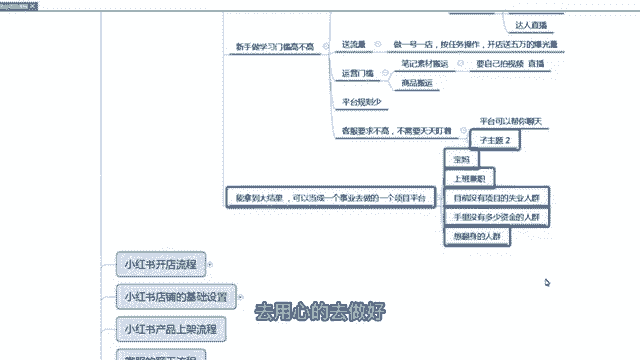 达人直播
新手做学习门槛高不高
送流量
做一号一店，按任务操作，开店送五万的曝光量
运营门槛
笔记素材搬运
要自己拍视频 直播
商品搬运
平台规则少
客服要求不高，不需要天天盯着
平台可以帮你聊天
子主题 2
能拿到大结果，可以当成一个事业去做的一个项目平台
宝妈
上班兼职
目前没有项目的失业人群
手里没有多少资金的人群
想翻身的人群
小红书开店流程
小红书店铺的基础设置
去用心的去做好
小红书产品上架流程